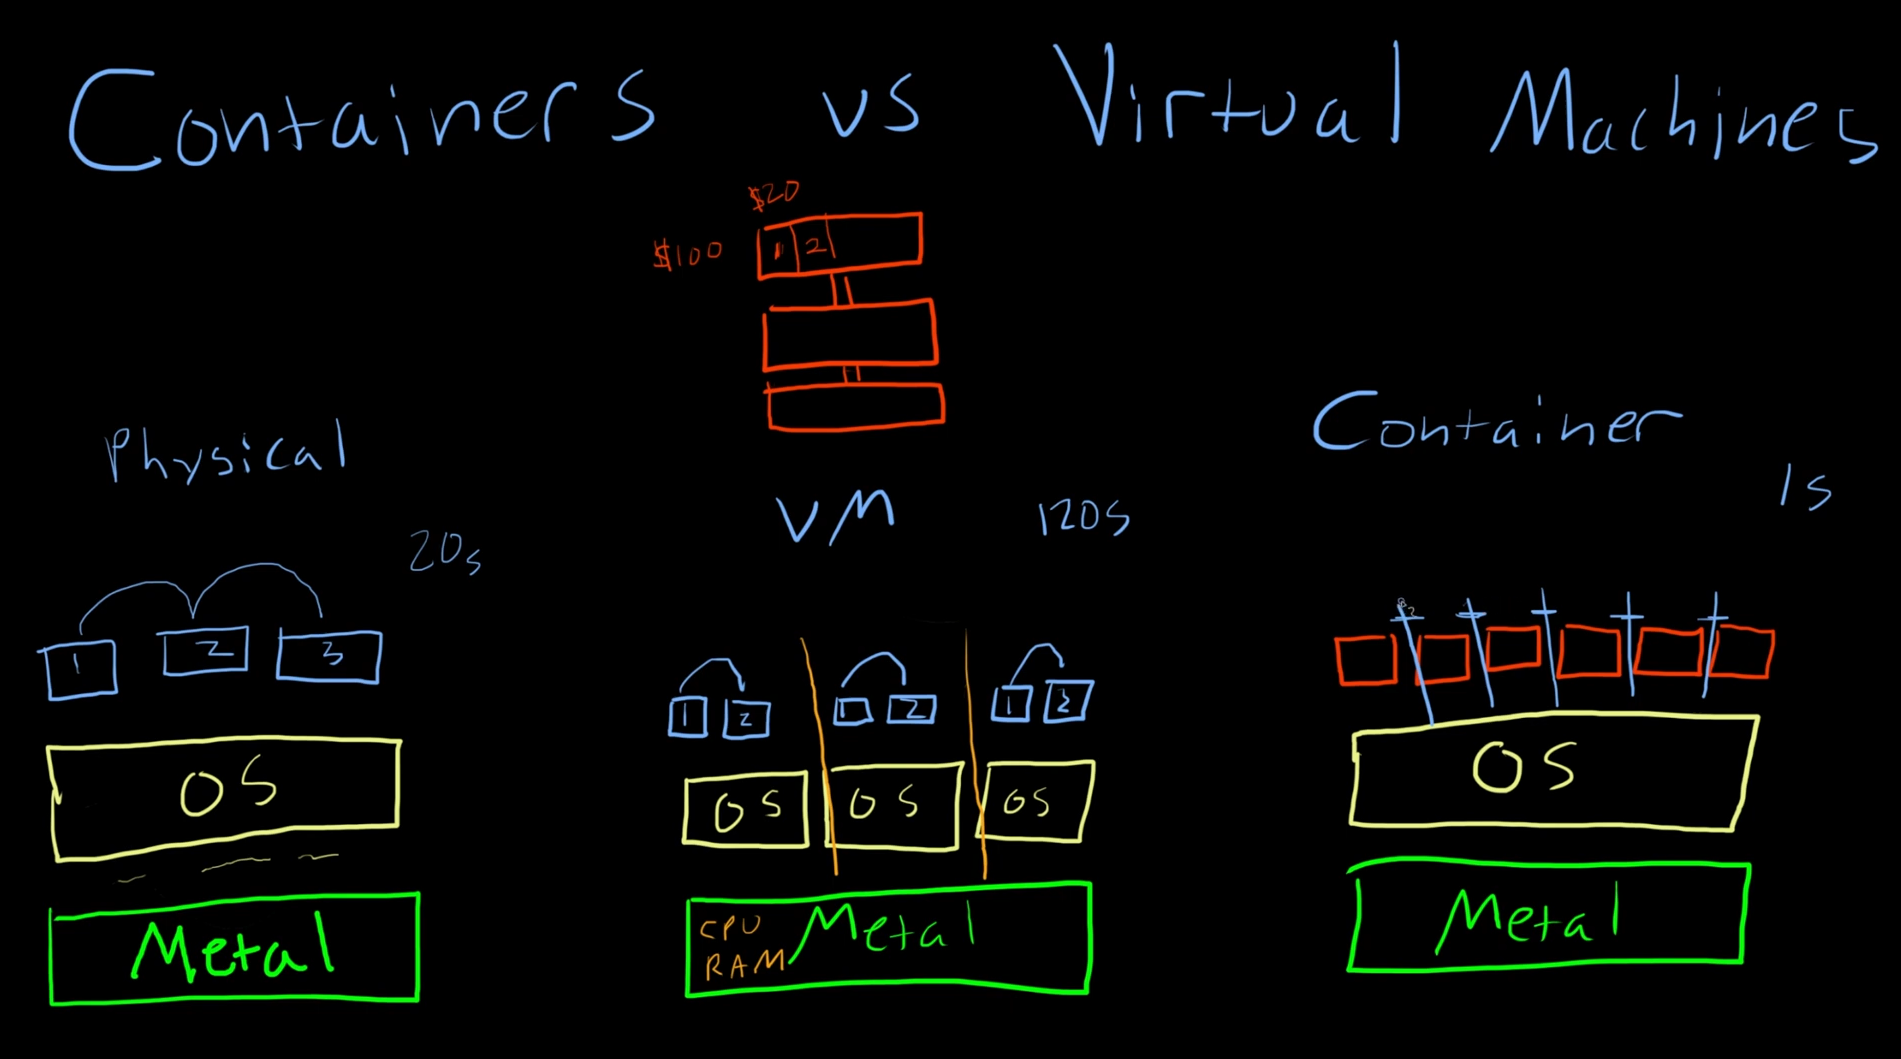 Containers vs Virtual Machines
$20
$100
1 2
Physical
Container
1s
VM
120s
20s
1 2 3
1 2
1 2
1 2
OS
OS OS OS
OS
Metal
CPU
RAM
Metal
Metal